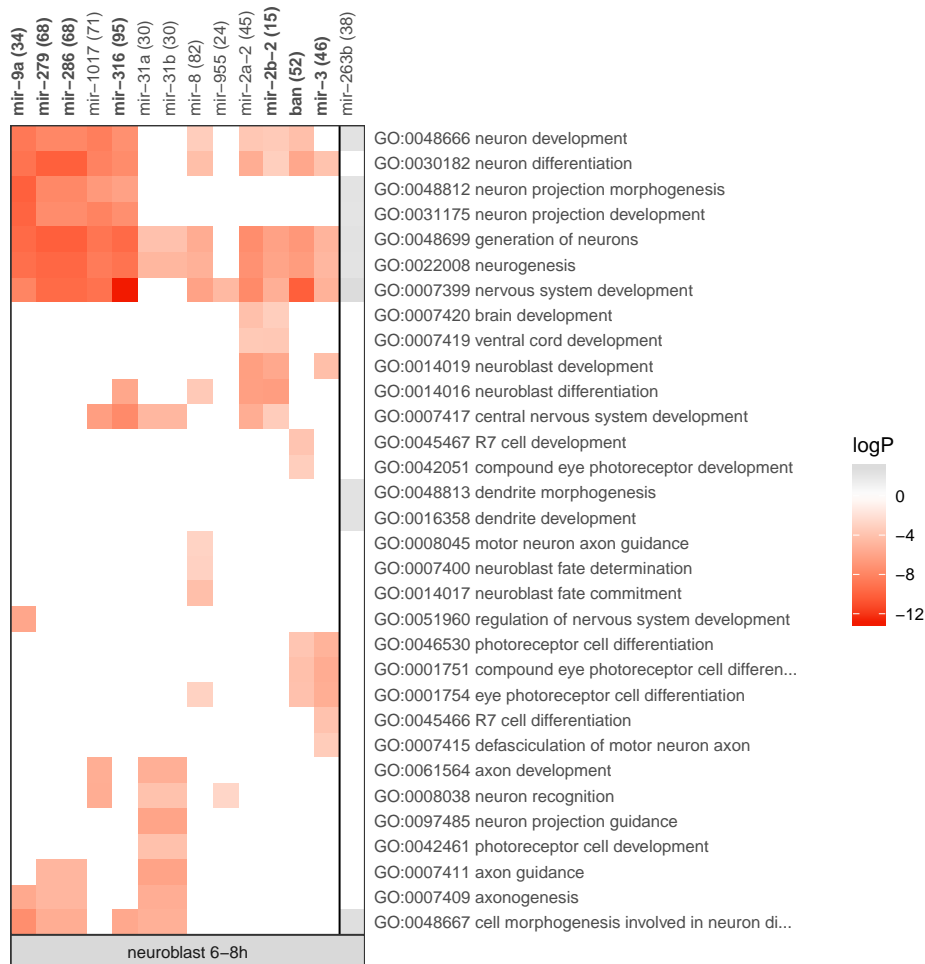 mir−9a (34)
mir−279 (68)
mir−286 (68)
mir−1017 (71)
mir−316 (95)
mir−31a (30)
mir−31b (30)
mir−8 (82)
mir−955 (24)
mir−2a−2 (45)
mir−2b−2 (15)
ban (52)
mir−3 (46)
mir−263b (38)
GO:0048666 neuron development
GO:0030182 neuron differentiation
GO:0048812 neuron projection morphogenesis
GO:0031175 neuron projection development
GO:0048699 generation of neurons
GO:0022008 neurogenesis
GO:0007399 nervous system development
GO:0007420 brain development
GO:0007419 ventral cord development
GO:0014019 neuroblast development
GO:0014016 neuroblast differentiation
GO:0007417 central nervous system development
GO:0045467 R7 cell development
GO:0042051 compound eye photoreceptor development
GO:0048813 dendrite morphogenesis
GO:0016358 dendrite development
GO:0008045 motor neuron axon guidance
GO:0007400 neuroblast fate determination
GO:0014017 neuroblast fate commitment
GO:0051960 regulation of nervous system development
GO:0046530 photoreceptor cell differentiation
GO:0001751 compound eye photoreceptor cell differen...
GO:0001754 eye photoreceptor cell differentiation
GO:0045466 R7 cell differentiation
GO:0007415 defasciculation of motor neuron axon
GO:0061564 axon development
GO:0008038 neuron recognition
GO:0097485 neuron projection guidance
GO:0042461 photoreceptor cell development
GO:0007411 axon guidance
GO:0007409 axonogenesis
GO:0048667 cell morphogenesis involved in neuron di...
neuroblast 6−8h
logP
0
−4
−8
−12